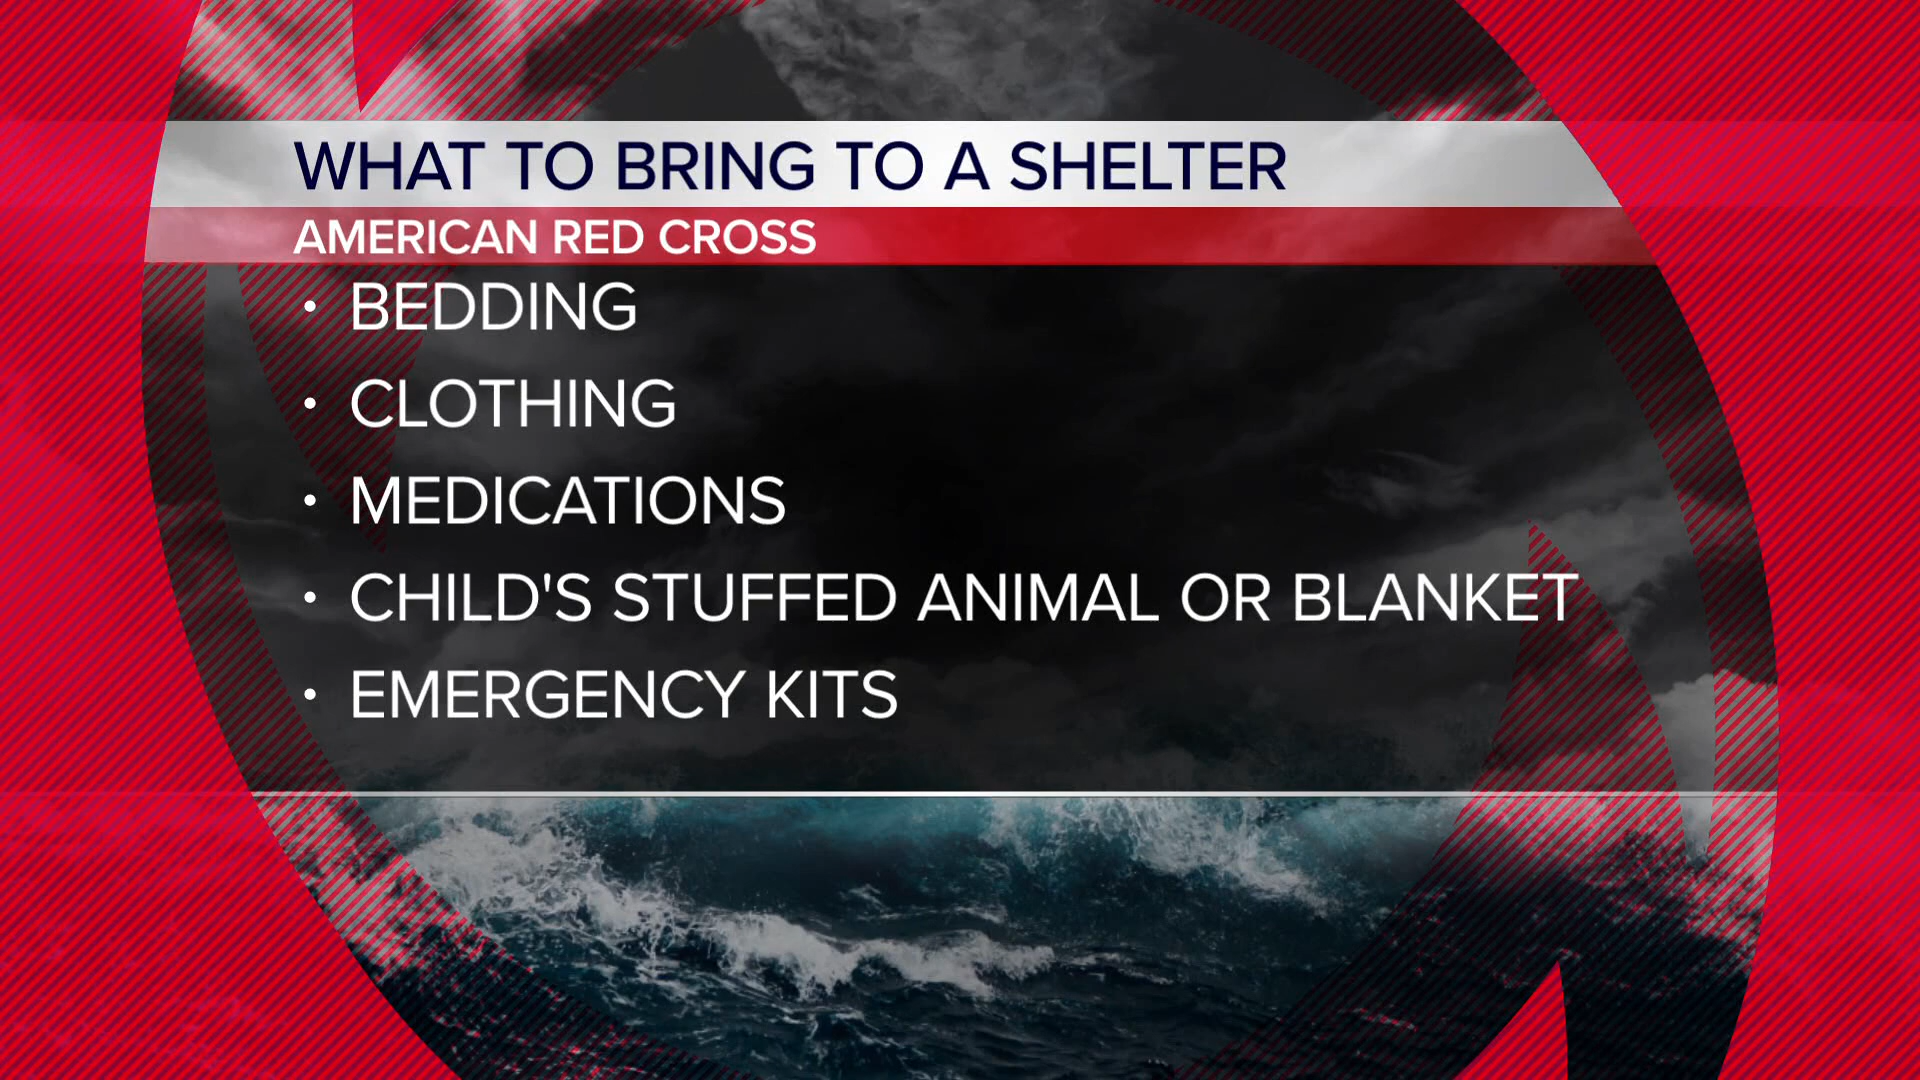 WHAT TO BRING TO A SHELTER
AMERICAN RED CROSS
• BEDDING
• CLOTHING
• MEDICATIONS
• CHILD'S STUFFED ANIMAL OR BLANKET
• EMERGENCY KITS